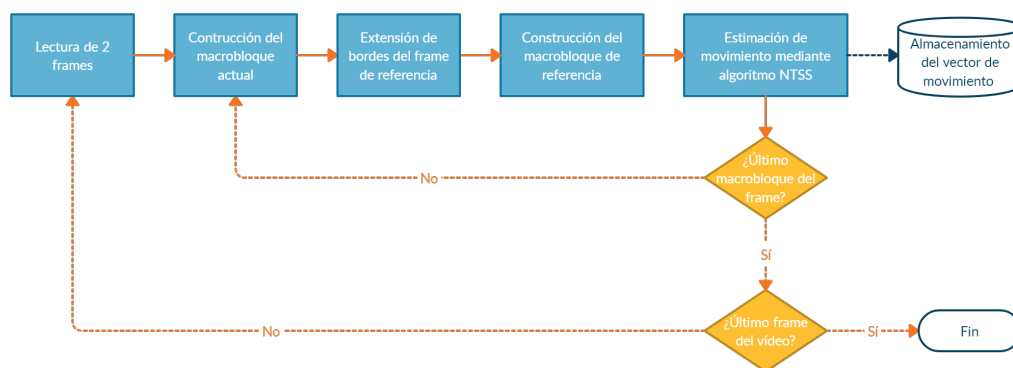 Lectura de 2
frames
Contrucción del
macrobloque
actual
Extensión de
bordes del frame
de referencia
Construcción del
macrobloque de
referencia
Estimación de
movimiento mediante
algoritmo NTSS
Almacenamiento
del vector de
movimiento
¿Último
macrobloque del
frame?
No
Sí
¿Último frame
del vídeo?
No
Sí
Fin